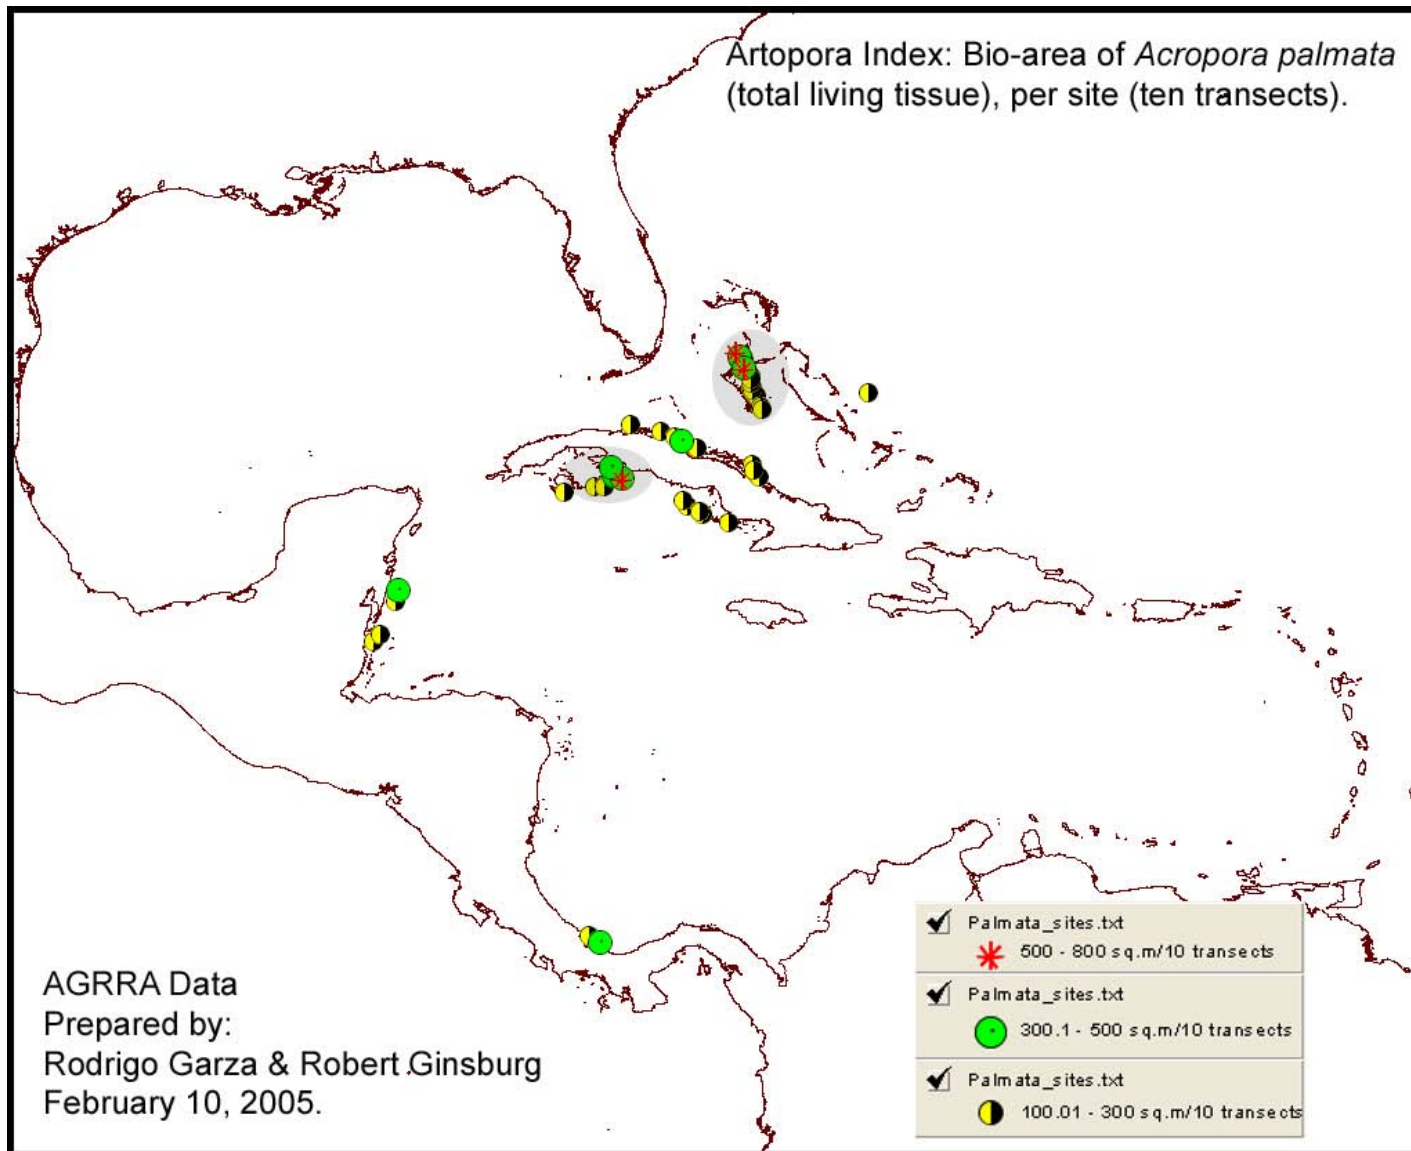 Artopora Index: Bio-area of Acropora palmata
(total living tissue), per site (ten transects).
Palmata_sites.txt
500 - 800 sq.m/10 transects
Palmata_sites.txt
300.1 - 500 sq.m/10 transects
Palmata_sites.txt
100.01 - 300 sq.m/10 transects
AGRRA Data
Prepared by:
Rodrigo Garza & Robert Ginsburg
February 10, 2005.